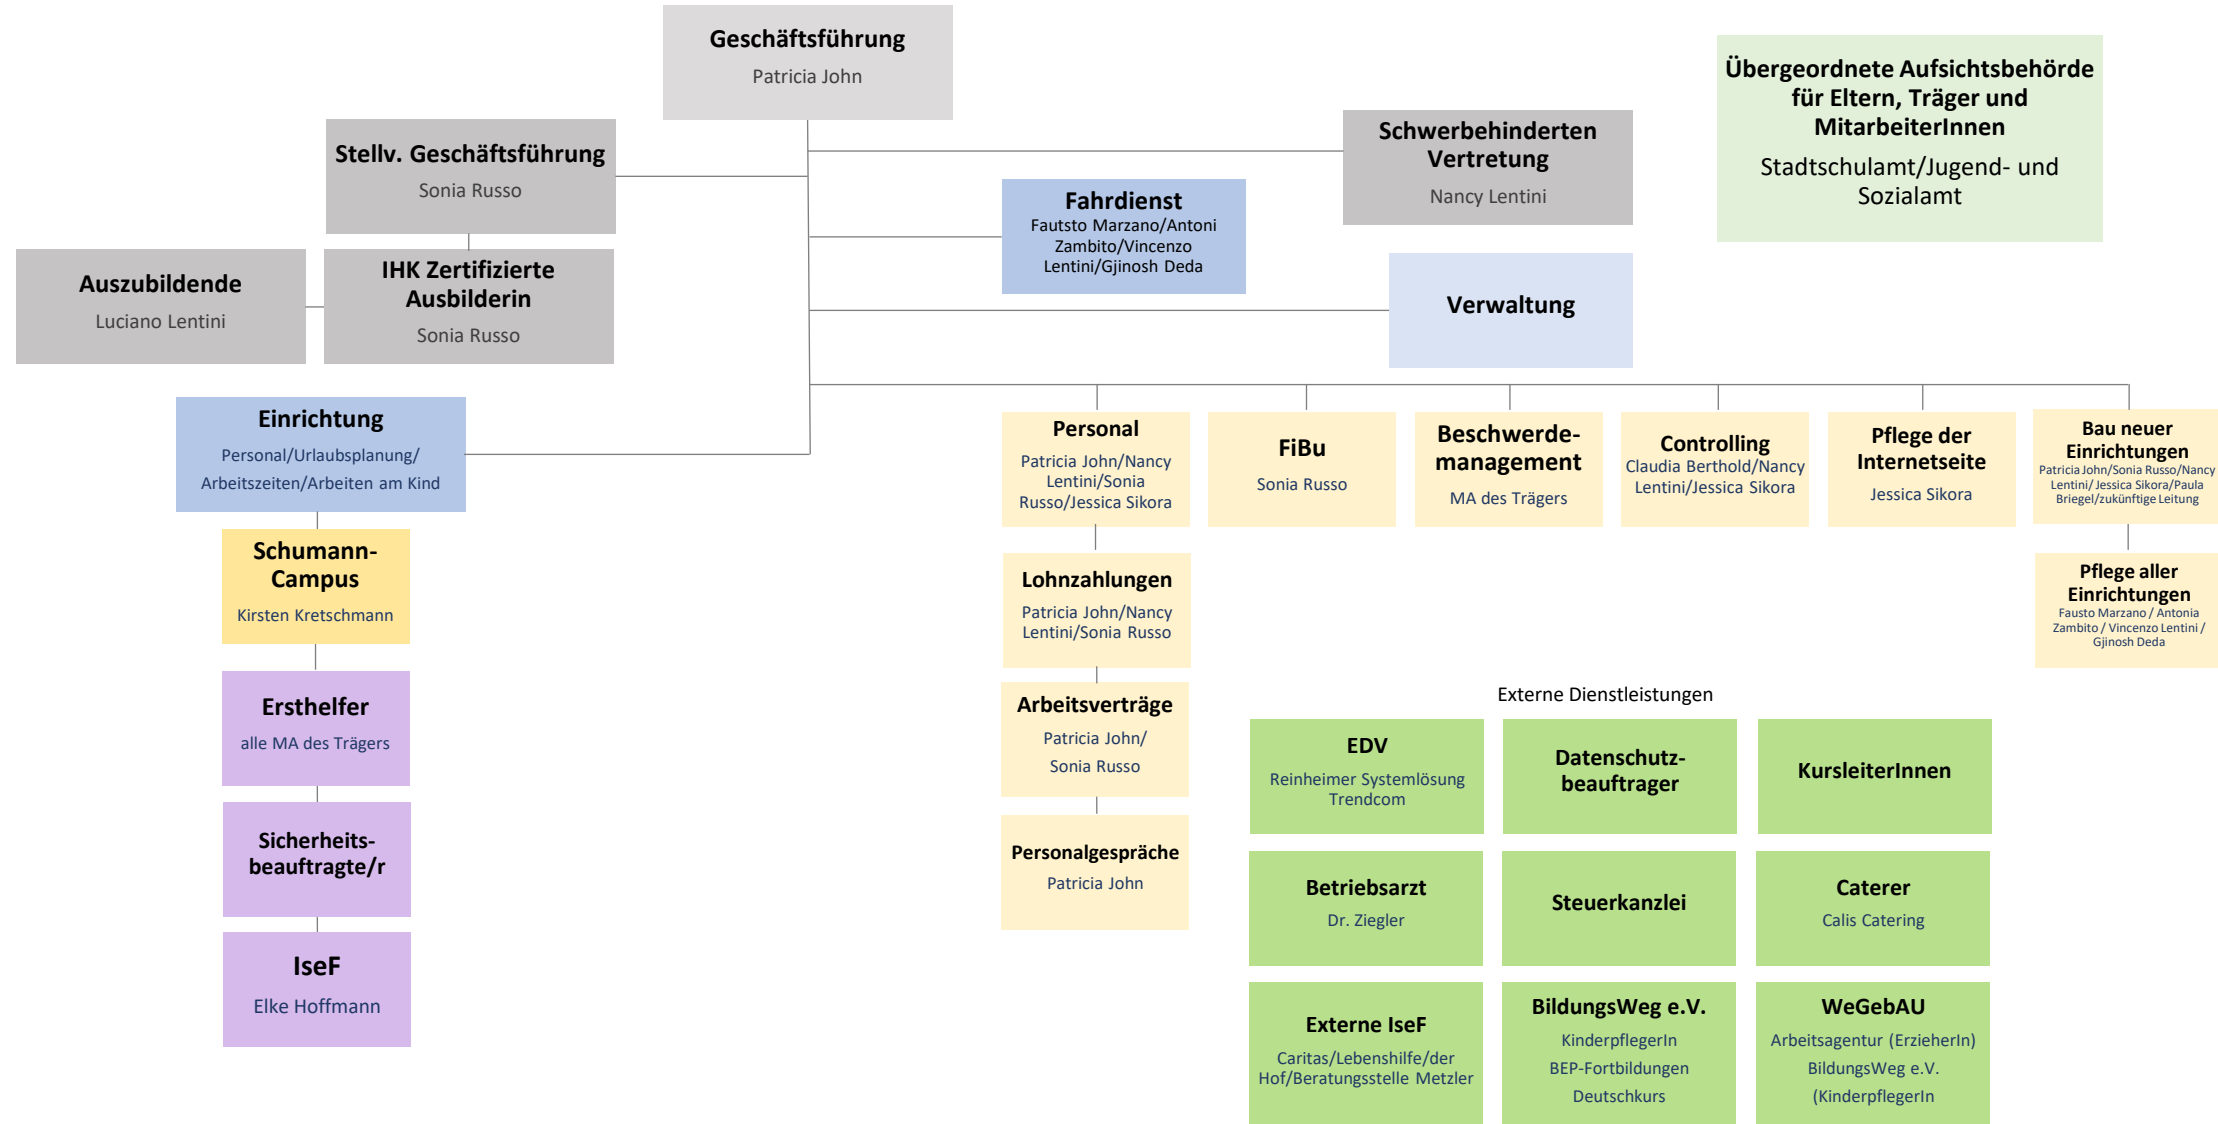 Geschäftsführung
Patricia John
Übergeordnete Aufsichtsbehörde
für Eltern, Träger und
MitarbeiterInnen
Stadtschulamt/Jugend- und
Sozialamt
Stellv. Geschäftsführung
Sonia Russo
Schwerbehinderten
Vertretung
Nancy Lentini
Fahrdienst
Fautsto Marzano/Antoni
Zambito/Vincenzo
Lentini/Gjinosh Deda
Auszubildende
Luciano Lentini
IHK Zertifizierte
Ausbilderin
Sonia Russo
Verwaltung
Einrichtung
Personal/Urlaubsplanung/
Arbeitszeiten/Arbeiten am Kind
Schumann-
Campus
Kirsten Kretschmann
Ersthelfer
alle MA des Trägers
Sicherheits-
beauftragte/r
IseF
Elke Hoffmann
Personal
Patricia John/Nancy
Lentini/Sonia
Russo/Jessica Sikora
FiBu
Sonia Russo
Beschwerde-
management
MA des Trägers
Controlling
Claudia Berthold/Nancy
Lentini/Jessica Sikora
Pflege der
Internetseite
Jessica Sikora
Bau neuer
Einrichtungen
Patricia John/Sonia Russo/Nancy
Lentini/ Jessica Sikora/Paula
Briegel/zukünftige Leitung
Lohnzahlungen
Patricia John/Nancy
Lentini/Sonia Russo
Pflege aller
Einrichtungen
Fausto Marzano / Antonia
Zambito / Vincenzo Lentini /
Gjinosh Deda
Arbeitsverträge
Patricia John/
Sonia Russo
Personalgespräche
Patricia John
Externe Dienstleistungen
EDV
Reinheimer Systemlösung
Trendcom
Datenschutz-
beauftrager
KursleiterInnen
Betriebsarzt
Dr. Ziegler
Steuerkanzlei
Caterer
Calis Catering
Externe IseF
Caritas/Lebenshilfe/der
Hof/Beratungsstelle Metzler
BildungsWeg e.V.
KinderpflegerIn
BEP-Fortbildungen
Deutschkurs
WeGebAU
Arbeitsagentur (ErzieherIn)
BildungsWeg e.V.
(KinderpflegerIn